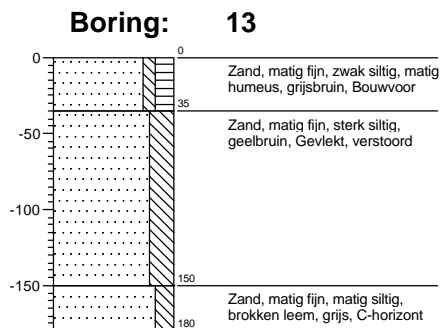 Boring: 13
0
0
Zand, matig fijn, zwak siltig, matig
humeus, grijsbruin, Bouwvoor
35
Zand, matig fijn, sterk siltig,
geelbruin, Gevlekt, verstoord
-50
-100
-150
150
Zand, matig fijn, matig siltig,
brokken leem, grijs, C-horizont
180